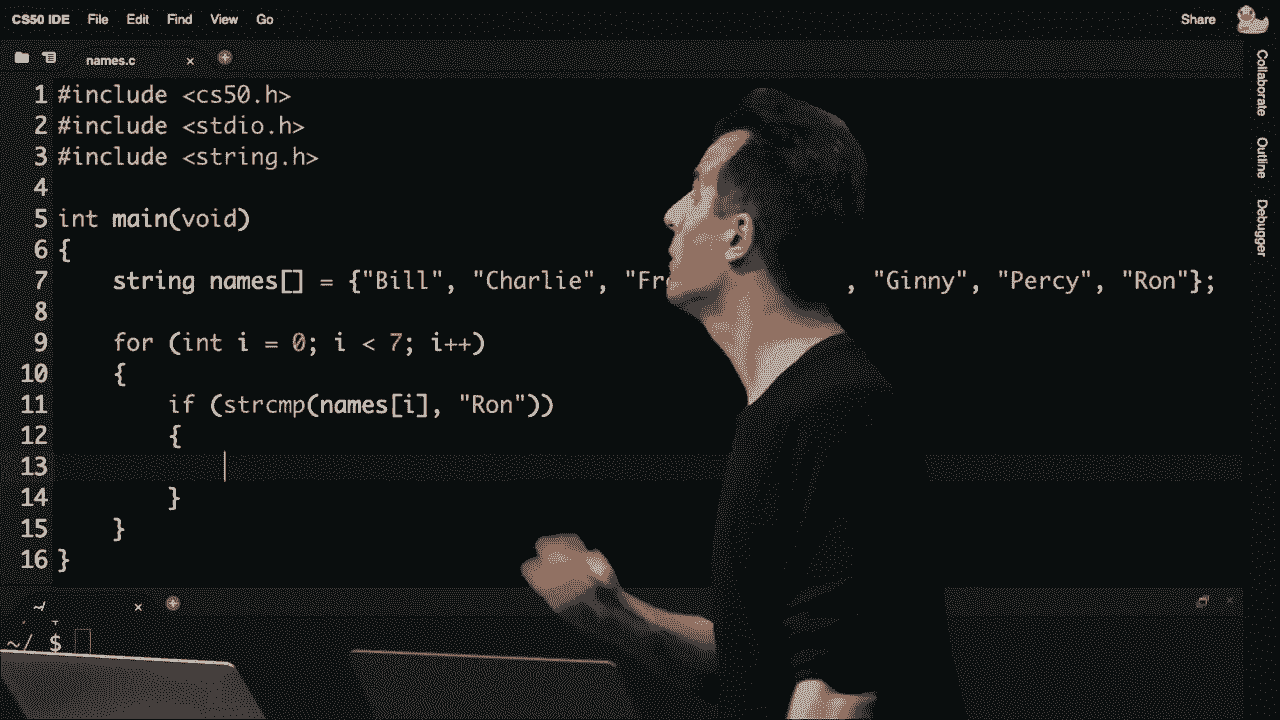 CS50 IDE File Edit Find View Go Share
names.c
1 #include <cs50.h>
2 #include <stdio.h>
3 #include <string.h>
4
5 int main(void)
6 {
7 string names[] = {"Bill", "Charlie", "Fr , "Ginny", "Percy", "Ron"};
8
9 for (int i = 0; i < 7; i++)
10 {
11 if (strcmp(names[i], "Ron"))
12 {
13
14 }
15 }
16 }
~/
~/ $
Collaborate
Outline
Debugger